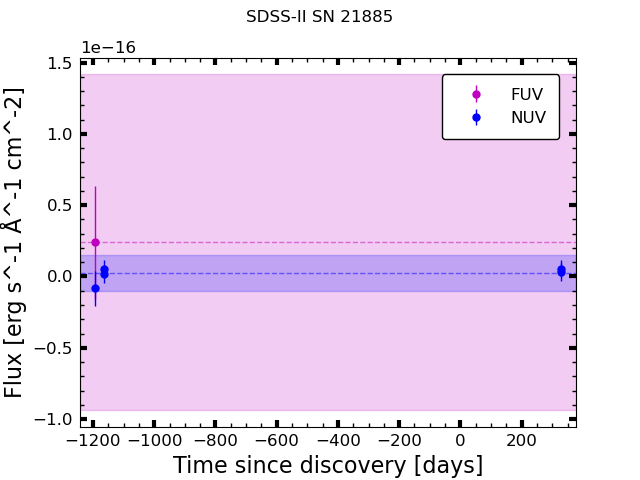 SDSS-II SN 21885
1e−16
1.5
1.0
0.5
0.0
−0.5
−1.0
FUV
NUV
Flux [erg s^-1 Å^-1 cm^-2]
−1200 −1000 −800 −600 −400 −200 0 200
Time since discovery [days]